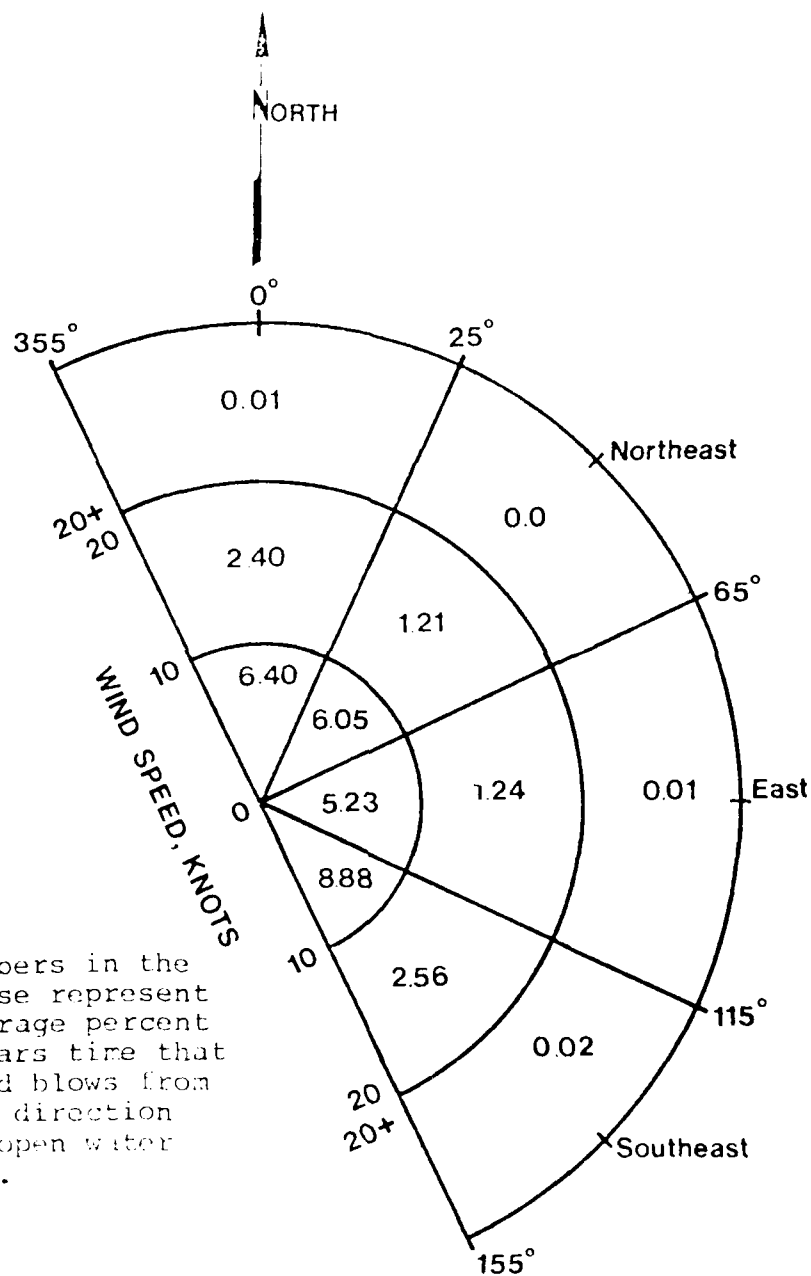 NORTH
0°
355°
25°
0.01
Northeast
20+
20
0.0
2.40
65°
1.21
10
6.40
6.05
WIND SPEED, KNOTS
0
5.23
1.24
0.01
East
8.88
10
2.56
115°
0.02
20
20+
Southeast
155°
bers in the
se represent
rage percent
ars time that
d blows from
direction
open water
.